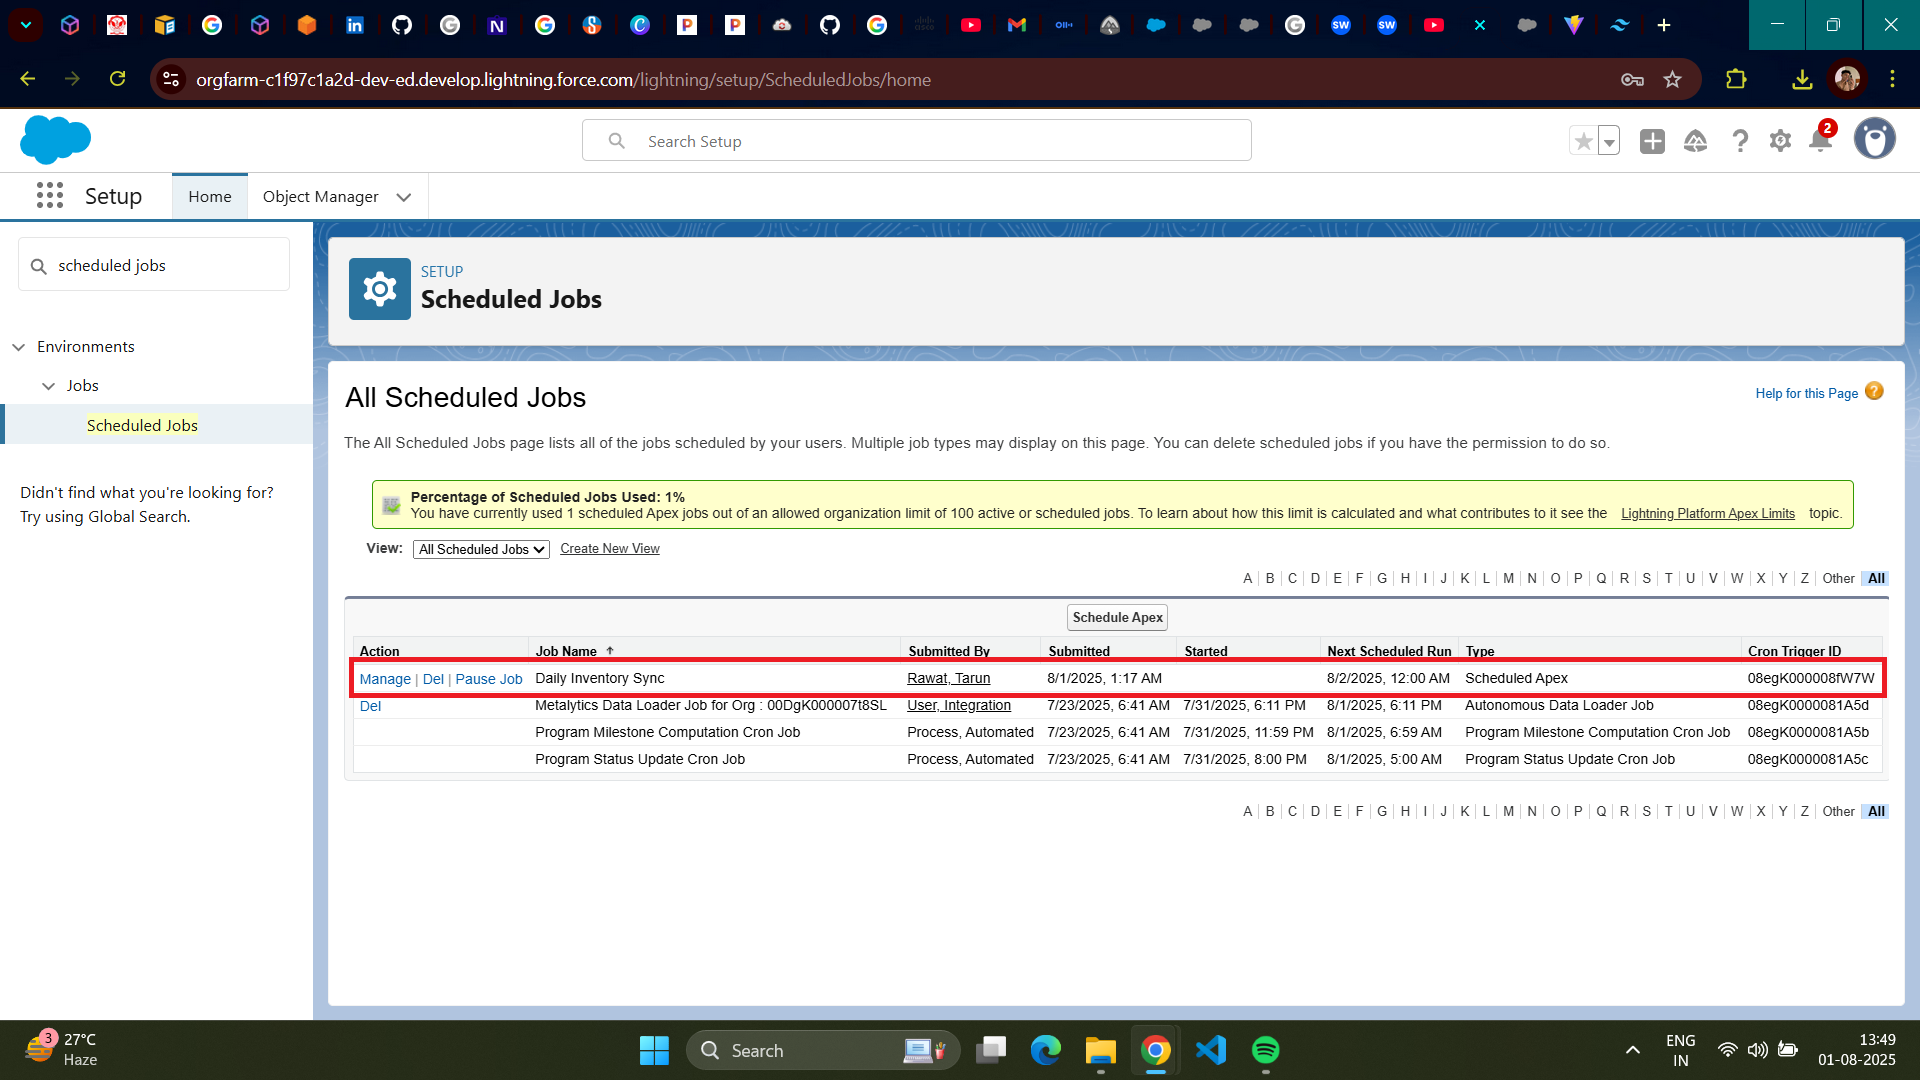 orgfarm-c1f97c1a2d-dev-ed.develop.lightning.force.com/lightning/setup/ScheduledJobs/home
Search Setup
2
Setup
Home
Object Manager
scheduled jobs
Environments
Jobs
Scheduled Jobs
Didn't find what you're looking for?
Try using Global Search.
SETUP
Scheduled Jobs
All Scheduled Jobs
Help for this Page
The All Scheduled Jobs page lists all of the jobs scheduled by your users. Multiple job types may display on this page. You can delete scheduled jobs if you have the permission to do so.
Percentage of Scheduled Jobs Used: 1%
You have currently used 1 scheduled Apex jobs out of an allowed organization limit of 100 active or scheduled jobs. To learn about how this limit is calculated and what contributes to it see the Lightning Platform Apex Limits topic.
View: All Scheduled Jobs Create New View
A | B | C | D | E | F | G | H | I | J | K | L | M | N | O | P | Q | R | S | T | U | V | W | X | Y | Z | Other | All
Schedule Apex
Action Job Name Submitted By Submitted Started Next Scheduled Run Type Cron Trigger ID
Manage | Del | Pause Job Daily Inventory Sync Rawat, Tarun 8/1/2025, 1:17 AM 8/2/2025, 12:00 AM Scheduled Apex 08egK000008fW7W
Del Metalytics Data Loader Job for Org : 00DgK000007t8SL User, Integration 7/23/2025, 6:41 AM 7/31/2025, 6:11 PM 8/1/2025, 6:11 PM Autonomous Data Loader Job 08egK0000081A5d
Program Milestone Computation Cron Job Process, Automated 7/23/2025, 6:41 AM 7/31/2025, 11:59 PM 8/1/2025, 6:59 AM Program Milestone Computation Cron Job 08egK0000081A5b
Program Status Update Cron Job Process, Automated 7/23/2025, 6:41 AM 7/31/2025, 8:00 PM 8/1/2025, 5:00 AM Program Status Update Cron Job 08egK0000081A5c
A | B | C | D | E | F | G | H | I | J | K | L | M | N | O | P | Q | R | S | T | U | V | W | X | Y | Z | Other | All
3
27°C
Haze
Search
ENG
IN
13:49
01-08-2025